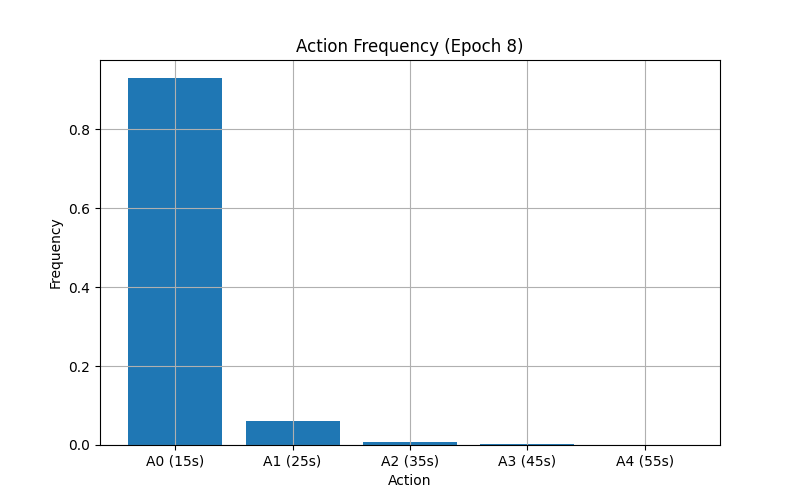 Action Frequency (Epoch 8)
Frequency
0.8
0.6
0.4
0.2
0.0
A0 (15s) A1 (25s) A2 (35s) A3 (45s) A4 (55s)
Action